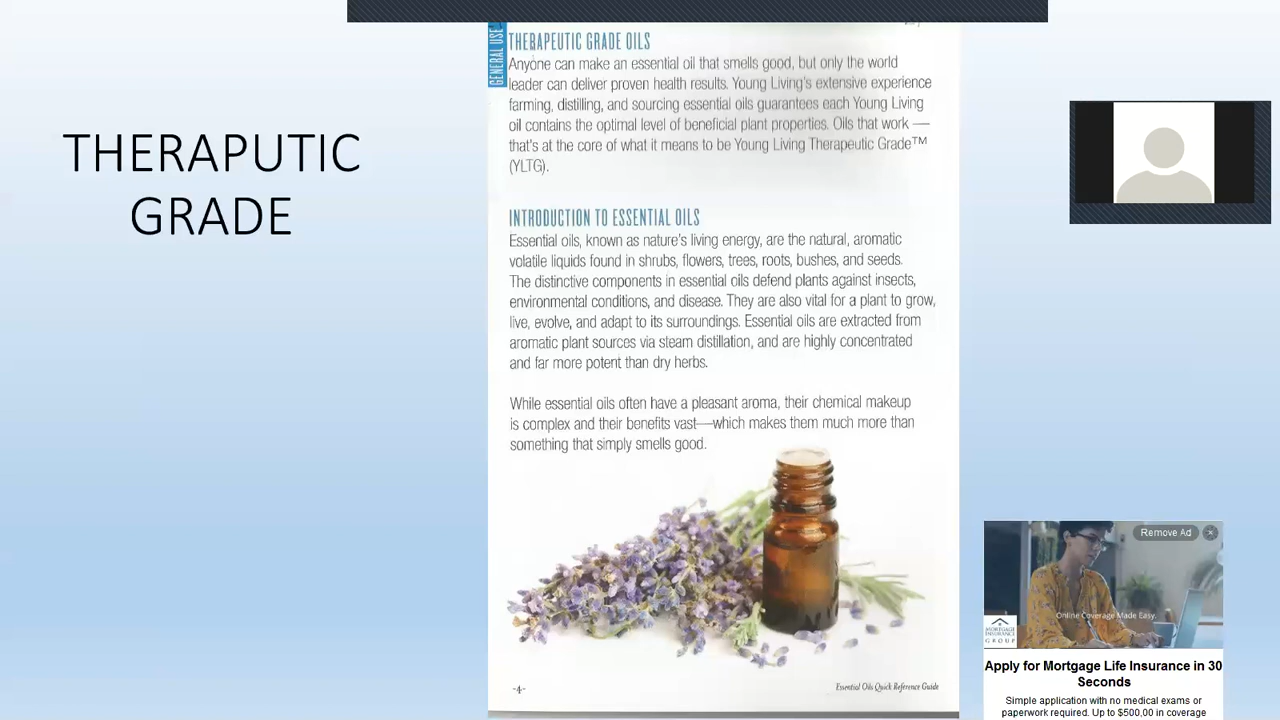 THERAPUTIC
GRADE
GENERAL USE
THERAPEUTIC GRADE OILS
Anyone can make an essential oil that smells good, but only the world
leader can deliver proven health results. Young Living's extensive experience
farming, distilling, and sourcing essential oils guarantees each Young Living
oil contains the optimal level of beneficial plant properties. Oils that work —
that's at the core of what it means to be Young Living Therapeutic Grade™
(YLTG).
INTRODUCTION TO ESSENTIAL OILS
Essential oils, known as nature's living energy, are the natural, aromatic
volatile liquids found in shrubs, flowers, trees, roots, bushes, and seeds.
The distinctive components in essential oils defend plants against insects,
environmental conditions, and disease. They are also vital for a plant to grow,
live, evolve, and adapt to its surroundings. Essential oils are extracted from
aromatic plant sources via steam distillation, and are highly concentrated
and far more potent than dry herbs.
While essential oils often have a pleasant aroma, their chemical makeup
is complex and their benefits vast—which makes them much more than
something that simply smells good.
-4-
Essential Oils Quick Reference Guide
Remove Ad
Online Coverage Made Easy.
MORTGAGE
INSURANCE
GROUP
Apply for Mortgage Life Insurance in 30
Seconds
Simple application with no medical exams or
paperwork required. Up to $500,00 in coverage